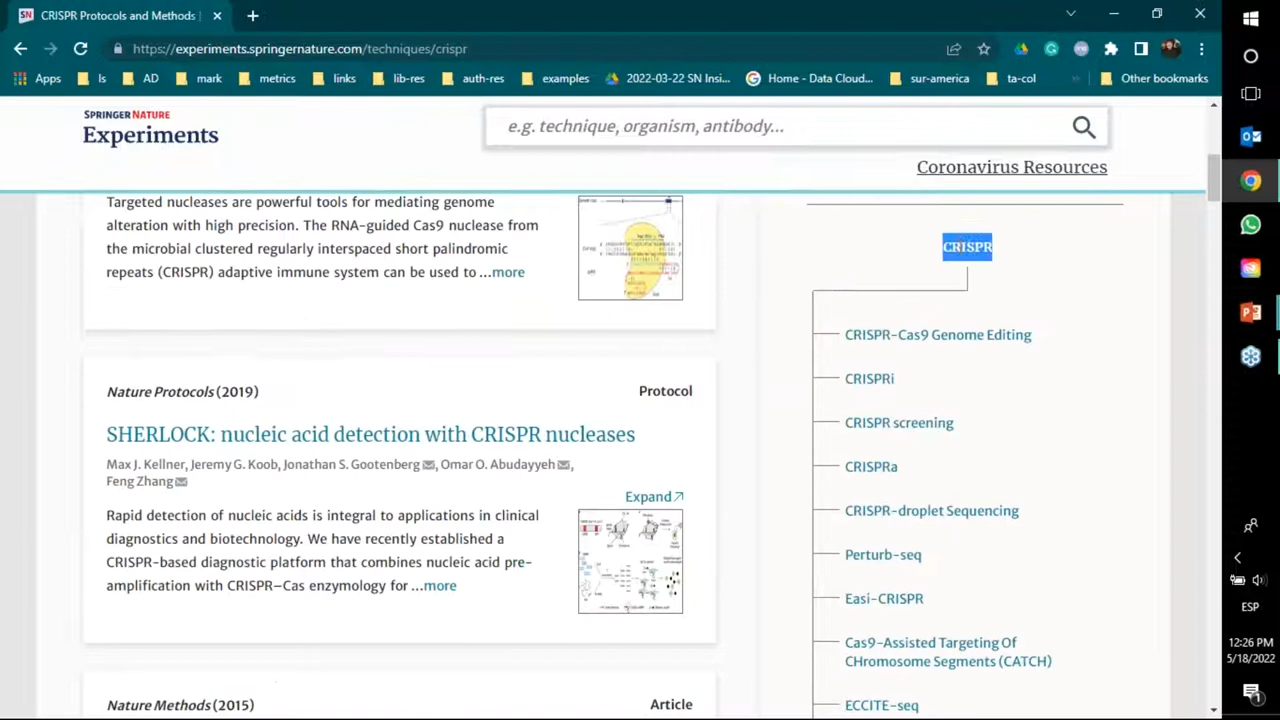 SN CRISPR Protocols and Methods
https://experiments.springernature.com/techniques/crispr
Apps
ls
AD
mark
metrics
links
lib-res
auth-res
examples
2022-03-22 SN Insi...
Home - Data Cloud...
sur-america
ta-col
»
Other bookmarks
SPRINGER NATURE
Experiments
e.g. technique, organism, antibody...
Coronavirus Resources
Targeted nucleases are powerful tools for mediating genome
alteration with high precision. The RNA-guided Cas9 nuclease from
the microbial clustered regularly interspaced short palindromic
repeats (CRISPR) adaptive immune system can be used to ...more
Nature Protocols (2019)
Protocol
SHERLOCK: nucleic acid detection with CRISPR nucleases
Max J. Kellner, Jeremy G. Koob, Jonathan S. Gootenberg, Omar O. Abudayyeh,
Feng Zhang
Expand
Rapid detection of nucleic acids is integral to applications in clinical
diagnostics and biotechnology. We have recently established a
CRISPR-based diagnostic platform that combines nucleic acid pre-
amplification with CRISPR–Cas enzymology for ...more
Nature Methods (2015)
Article
CRISPR
CRISPR-Cas9 Genome Editing
CRISPRi
CRISPR screening
CRISPRa
CRISPR-droplet Sequencing
Perturb-seq
Easi-CRISPR
Cas9-Assisted Targeting Of
CHromosome Segments (CATCH)
ECCITE-seq
ESP
12:26 PM
5/18/2022
1